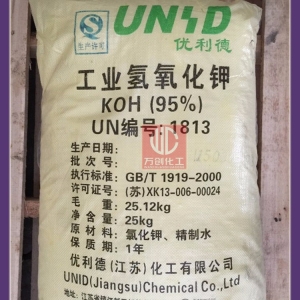 UNID
生产许可
优利德
工业氢氧化钾
KOH (95%)
UN编号: 1813
万创化工
生产日期:
批 次 号:
执行标准: GB/T 1919-2000
许可证号: (苏)XK13-006-00024
毛 重: 25.12kg
净 含 量: 25kg
原 材 料: 氯化钾、精制水
保 质 期: 1年
优利德(江苏)化工有限公司
UNID(Jiangsu)Chemical Co.,Ltd